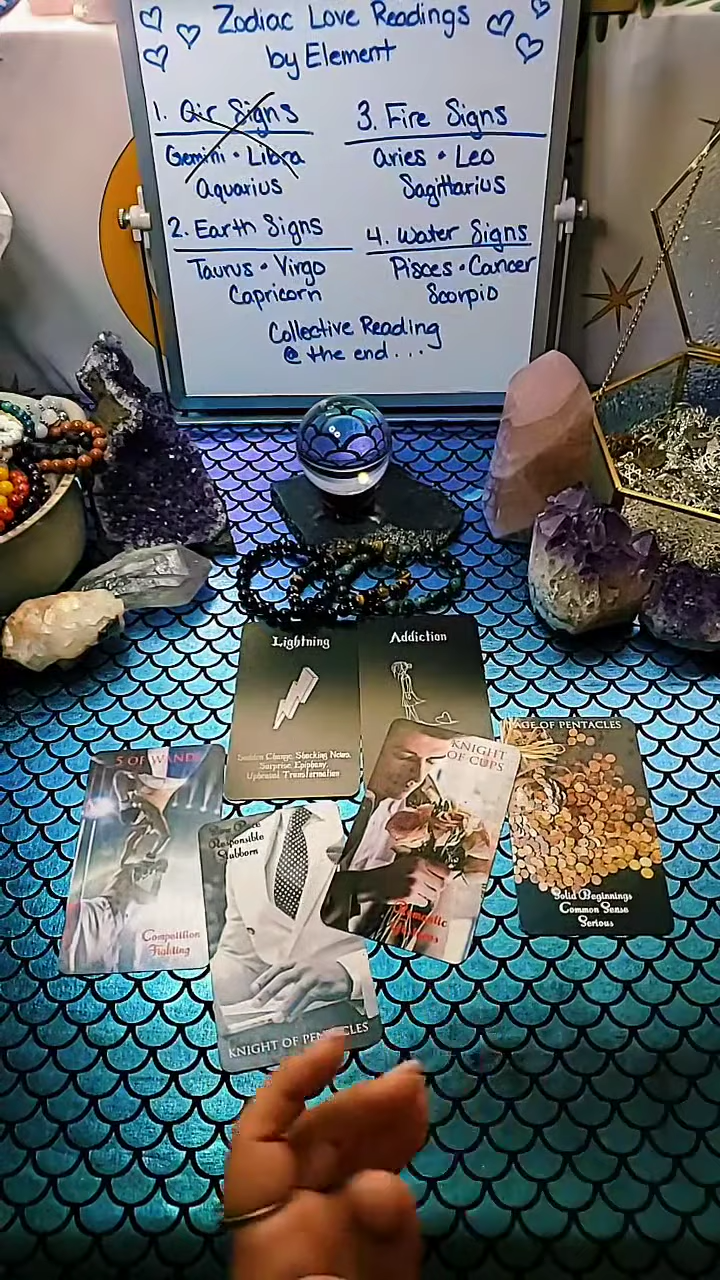 Zodiac Love Readings
by Element
1. Air Signs
Gemini • Libra
Aquarius
2. Earth Signs
Taurus • Virgo
Capricorn
3. Fire Signs
Aries • Leo
Sagittarius
4. Water Signs
Pisces • Cancer
Scorpio
Collective Reading
@ the end...
Lightning
Sudden Change, Shocking News,
Surprise, Epiphany,
Upheaval Transformation
Addiction
5 OF WANDS
Competition
Fighting
Responsible
Stubborn
KNIGHT OF PENTACLES
KNIGHT
OF CUPS
Romantic
PAGE OF PENTACLES
Solid Beginnings
Common Sense
Serious